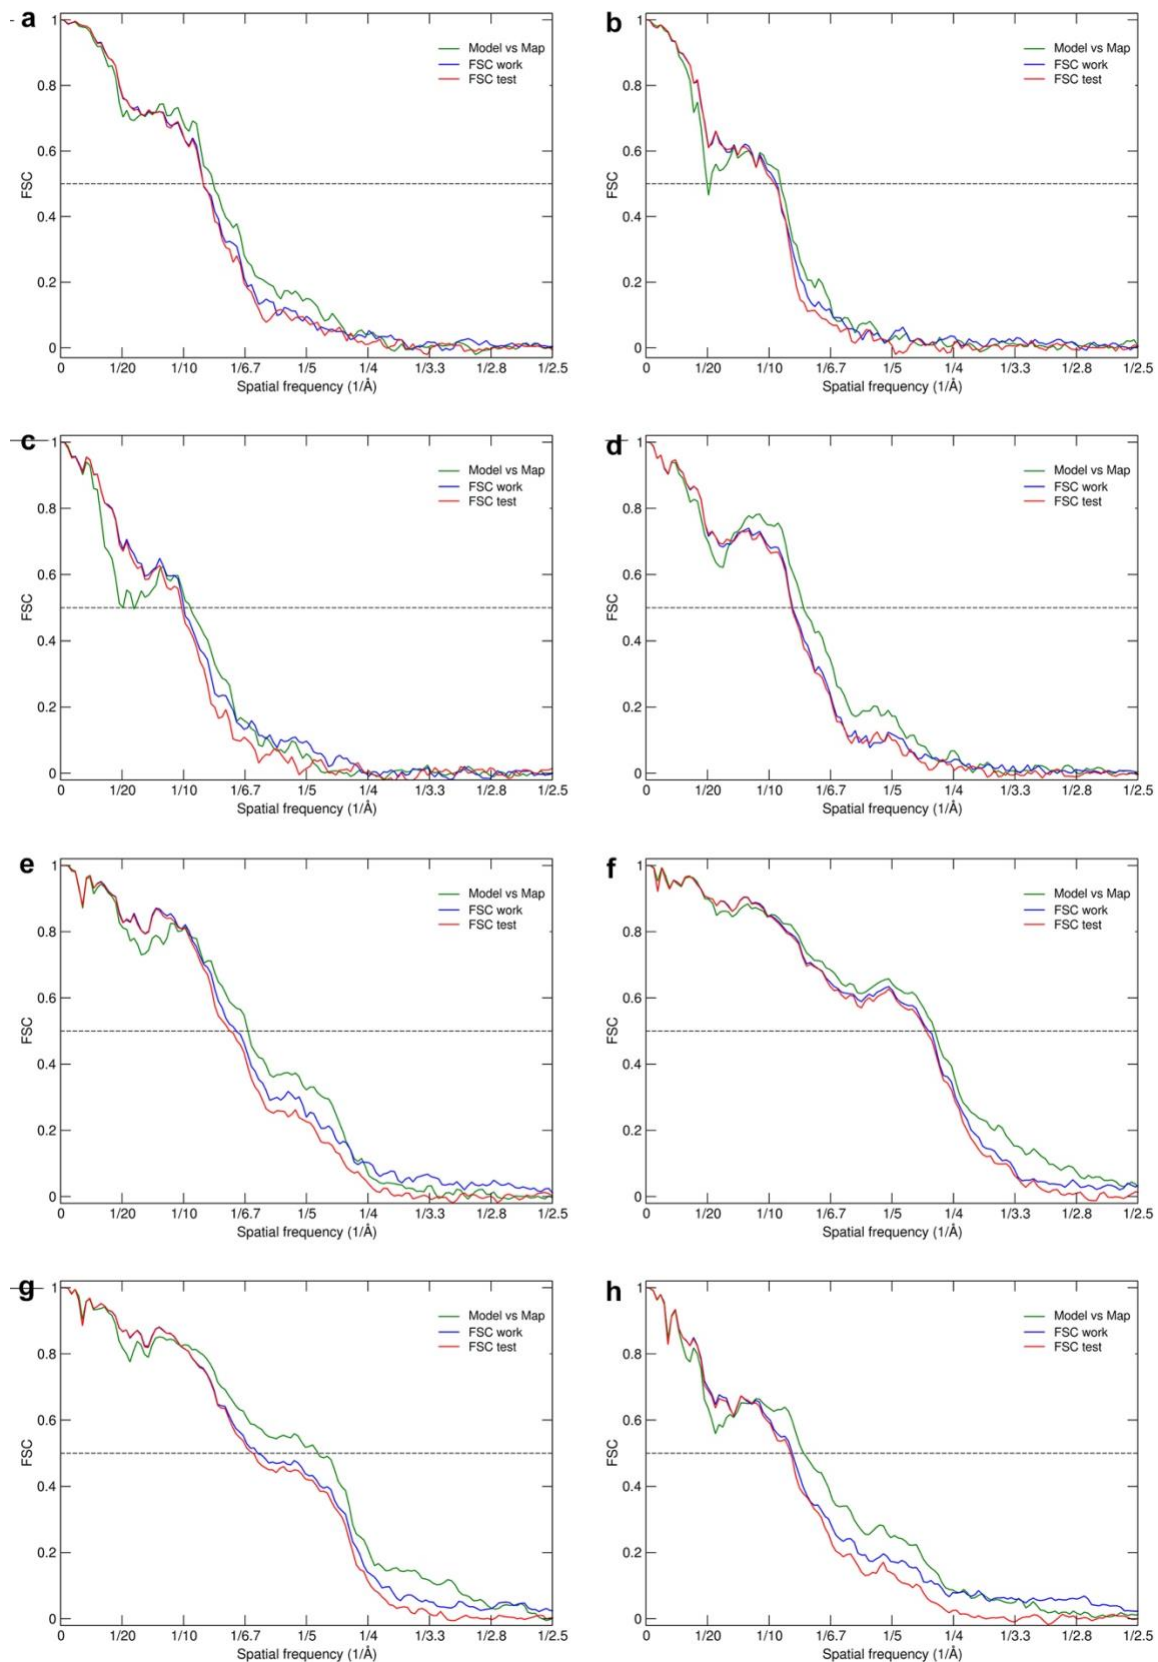 a
1
0.8
0.6
0.4
0.2
0
FSC
Model vs Map
FSC work
FSC test
0 1/20 1/10 1/6.7 1/5 1/4 1/3.3 1/2.8 1/2.5
Spatial frequency (1/Å)
b
1
0.8
0.6
0.4
0.2
0
FSC
Model vs Map
FSC work
FSC test
0 1/20 1/10 1/6.7 1/5 1/4 1/3.3 1/2.8 1/2.5
Spatial frequency (1/Å)
c
1
0.8
0.6
0.4
0.2
0
FSC
Model vs Map
FSC work
FSC test
0 1/20 1/10 1/6.7 1/5 1/4 1/3.3 1/2.8 1/2.5
Spatial frequency (1/Å)
d
1
0.8
0.6
0.4
0.2
0
FSC
Model vs Map
FSC work
FSC test
0 1/20 1/10 1/6.7 1/5 1/4 1/3.3 1/2.8 1/2.5
Spatial frequency (1/Å)
e
1
0.8
0.6
0.4
0.2
0
FSC
Model vs Map
FSC work
FSC test
0 1/20 1/10 1/6.7 1/5 1/4 1/3.3 1/2.8 1/2.5
Spatial frequency (1/Å)
f
1
0.8
0.6
0.4
0.2
0
FSC
Model vs Map
FSC work
FSC test
0 1/20 1/10 1/6.7 1/5 1/4 1/3.3 1/2.8 1/2.5
Spatial frequency (1/Å)
g
1
0.8
0.6
0.4
0.2
0
FSC
Model vs Map
FSC work
FSC test
0 1/20 1/10 1/6.7 1/5 1/4 1/3.3 1/2.8 1/2.5
Spatial frequency (1/Å)
h
1
0.8
0.6
0.4
0.2
0
FSC
Model vs Map
FSC work
FSC test
0 1/20 1/10 1/6.7 1/5 1/4 1/3.3 1/2.8 1/2.5
Spatial frequency (1/Å)